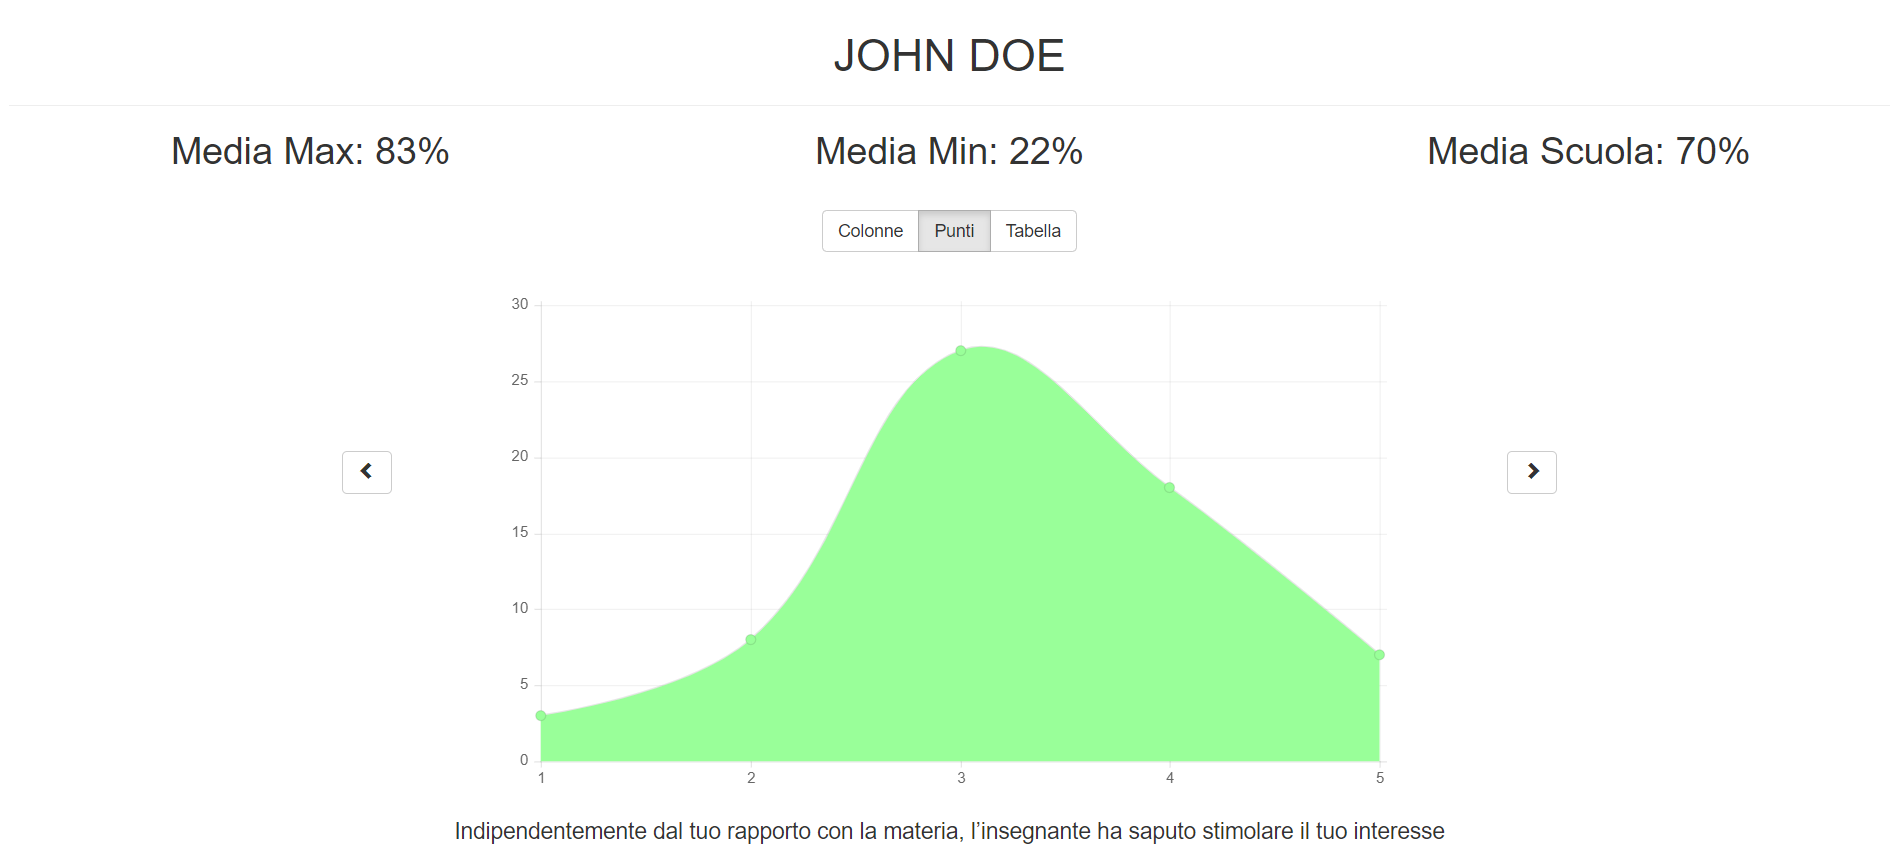 JOHN DOE
Media Max: 83%
Media Min: 22%
Media Scuola: 70%
Colonne
Punti
Tabella
30
25
20
15
10
5
0
1
2
3
4
5
Indipendentemente dal tuo rapporto con la materia, l’insegnante ha saputo stimolare il tuo interesse